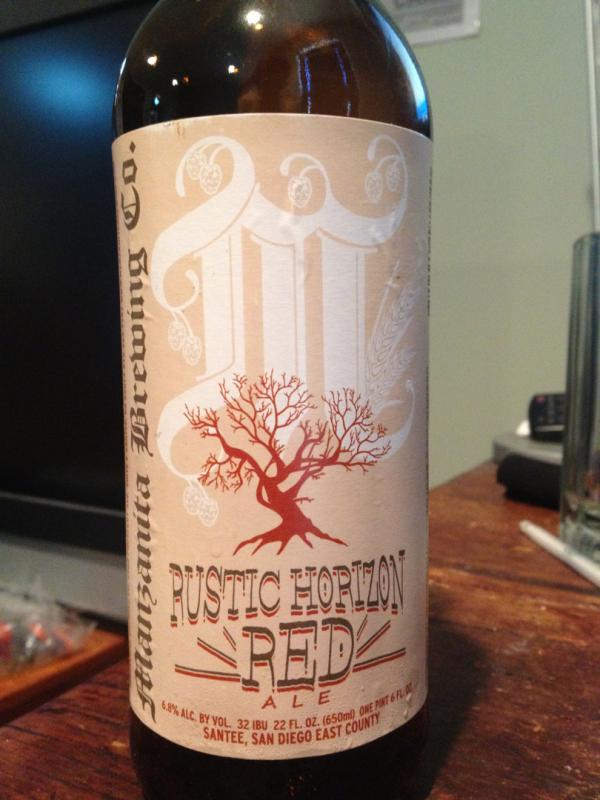 Manzanita Brewing Co.
M
RUSTIC HORIZON
RED
ALE
6.8% ALC. BY VOL. 32 IBU 22 FL. OZ. (650ml) ONE PINT 6 FL. OZ.
SANTEE, SAN DIEGO EAST COUNTY